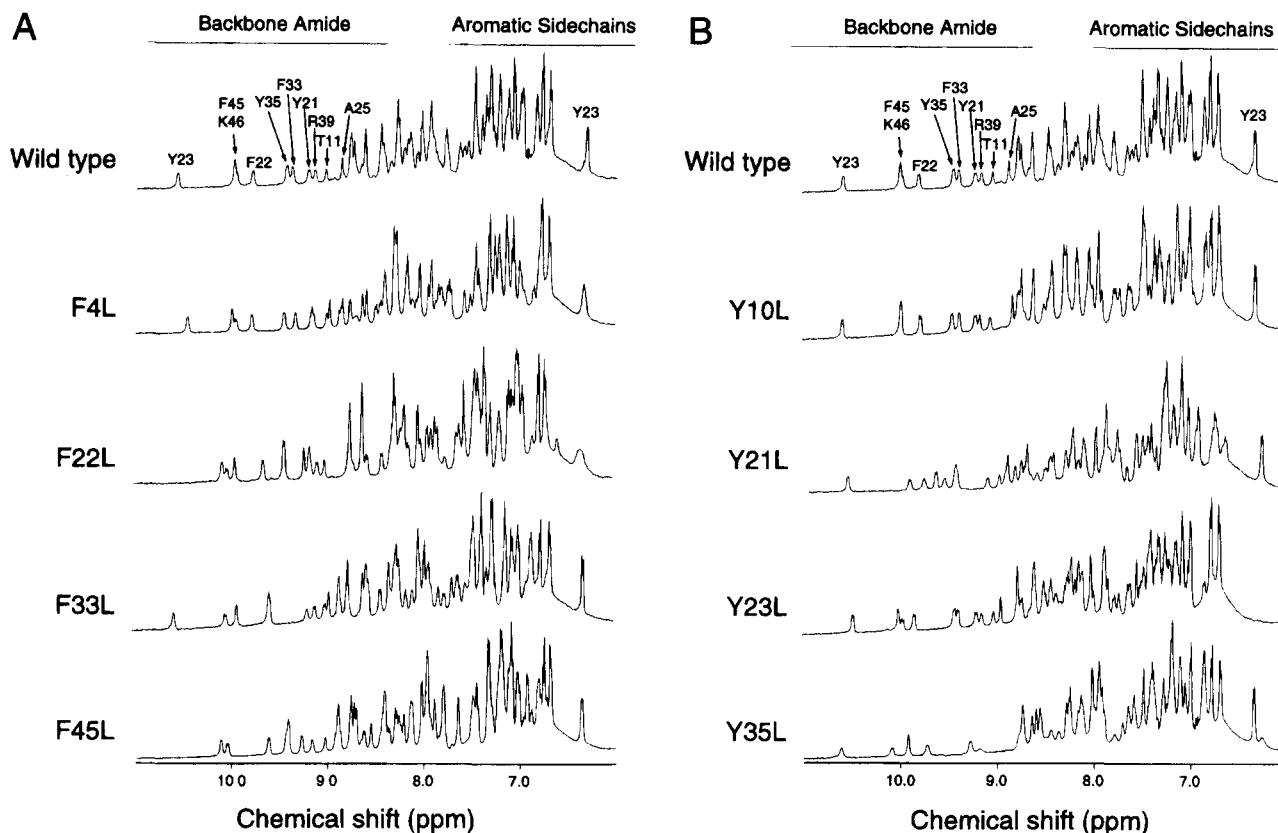 A
Backbone Amide
Aromatic Sidechains
Wild type
Y23
F45
K46
F22
Y35
F33
Y21
R39
T11
A25
Y23
F4L
F22L
F33L
F45L
10.0
9.0
8.0
7.0
Chemical shift (ppm)
B
Backbone Amide
Aromatic Sidechains
Wild type
Y23
F45
K46
F22
Y35
F33
Y21
R39
T11
A25
Y23
Y10L
Y21L
Y23L
Y35L
10.0
9.0
8.0
7.0
Chemical shift (ppm)